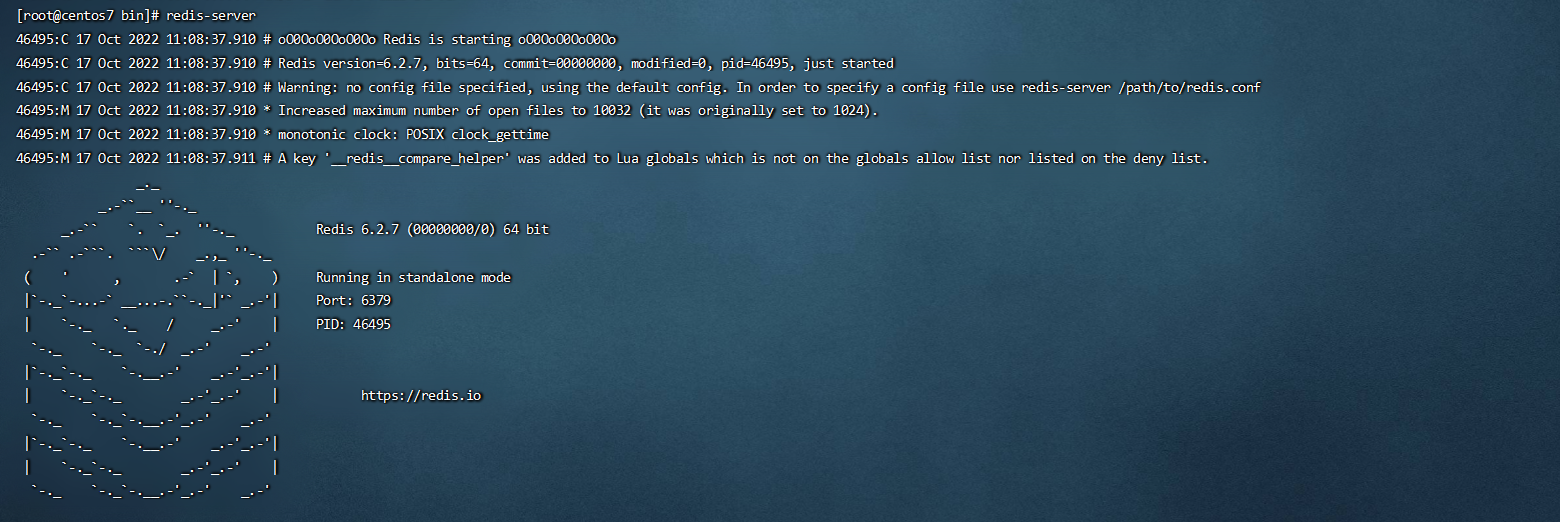 [root@centos7 bin]# redis-server
46495:C 17 Oct 2022 11:08:37.910 # oO0OoO0OoO0Oo Redis is starting oO0OoO0OoO0Oo
46495:C 17 Oct 2022 11:08:37.910 # Redis version=6.2.7, bits=64, commit=00000000, modified=0, pid=46495, just started
46495:C 17 Oct 2022 11:08:37.910 # Warning: no config file specified, using the default config. In order to specify a config file use redis-server /path/to/redis.conf
46495:M 17 Oct 2022 11:08:37.910 * Increased maximum number of open files to 10032 (it was originally set to 1024).
46495:M 17 Oct 2022 11:08:37.910 * monotonic clock: POSIX clock_gettime
46495:M 17 Oct 2022 11:08:37.911 # A key '__redis__compare_helper' was added to Lua globals which is not on the globals allow list nor listed on the deny list.
Redis 6.2.7 (00000000/0) 64 bit
Running in standalone mode
Port: 6379
PID: 46495
https://redis.io